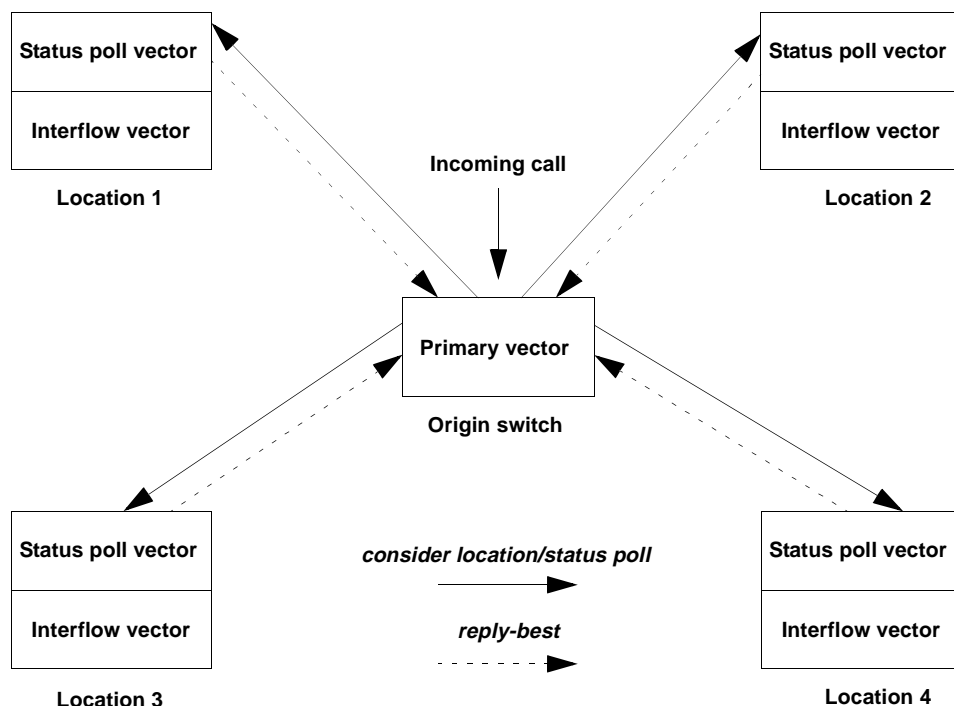 Status poll vector
Interflow vector
Location 1
Status poll vector
Interflow vector
Location 2
Incoming call
Primary vector
Origin switch
Status poll vector
Interflow vector
Location 3
consider location/status poll
reply-best
Status poll vector
Interflow vector
Location 4